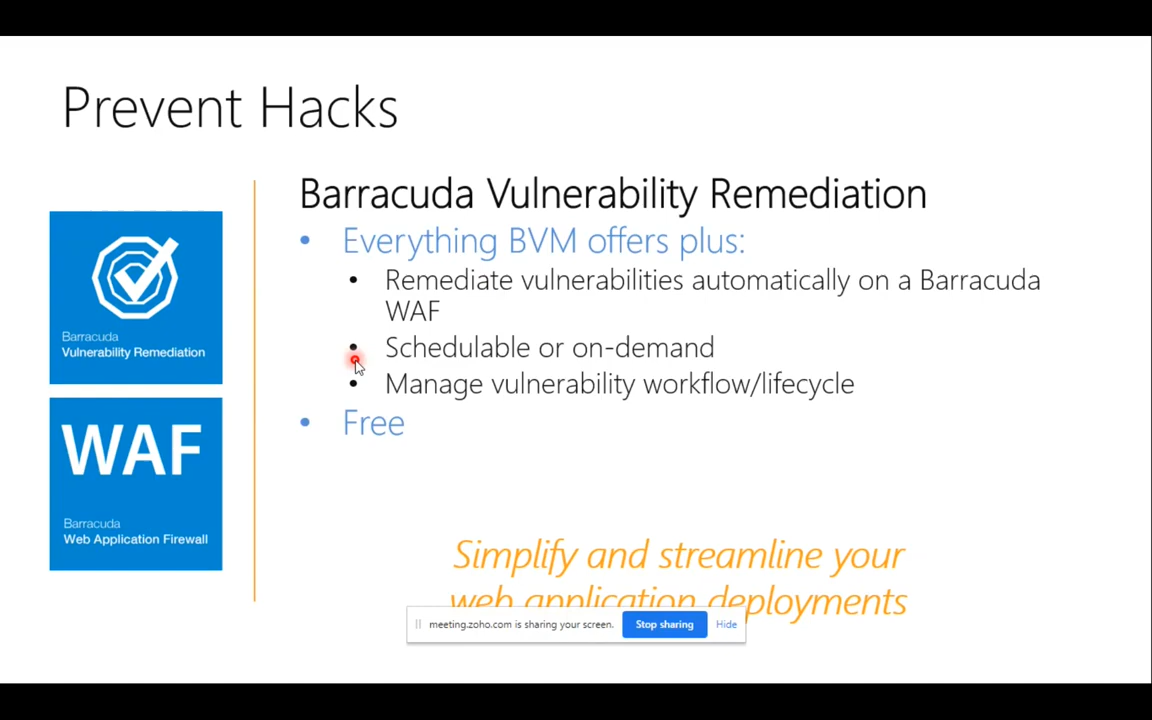 Prevent Hacks
Barracuda Vulnerability Remediation
• Everything BVM offers plus:
• Remediate vulnerabilities automatically on a Barracuda
WAF
• Schedulable or on-demand
• Manage vulnerability workflow/lifecycle
• Free
Barracuda
Vulnerability Remediation
WAF
Barracuda
Web Application Firewall
Simplify and streamline your
web application deployments
meeting.zoho.com is sharing your screen. Stop sharing Hide